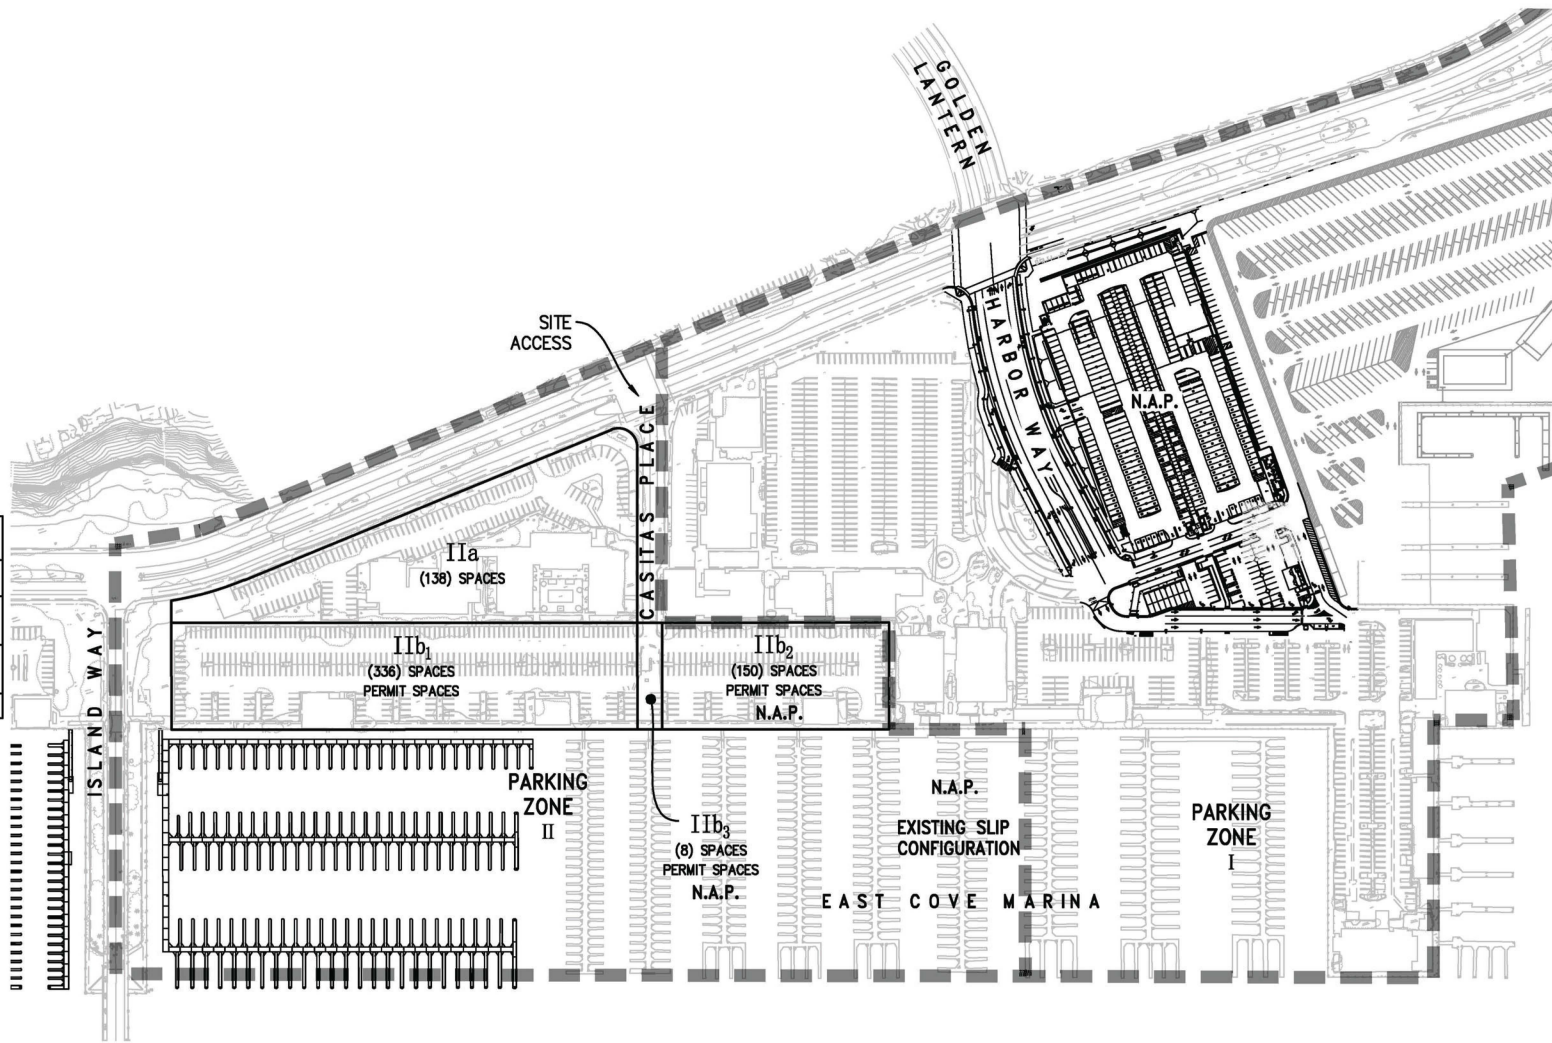 GOLDEN
LANTERN
SITE
ACCESS
HARBOR WAY
N.A.P.
CASITAS PLACE
IIa
(138) SPACES
ISLAND WAY
IIb₁
(336) SPACES
PERMIT SPACES
IIb₂
(150) SPACES
PERMIT SPACES
N.A.P.
PARKING
ZONE
II
IIb₃
(8) SPACES
PERMIT SPACES
N.A.P.
N.A.P.
EXISTING SLIP
CONFIGURATION
PARKING
ZONE
I
EAST COVE MARINA